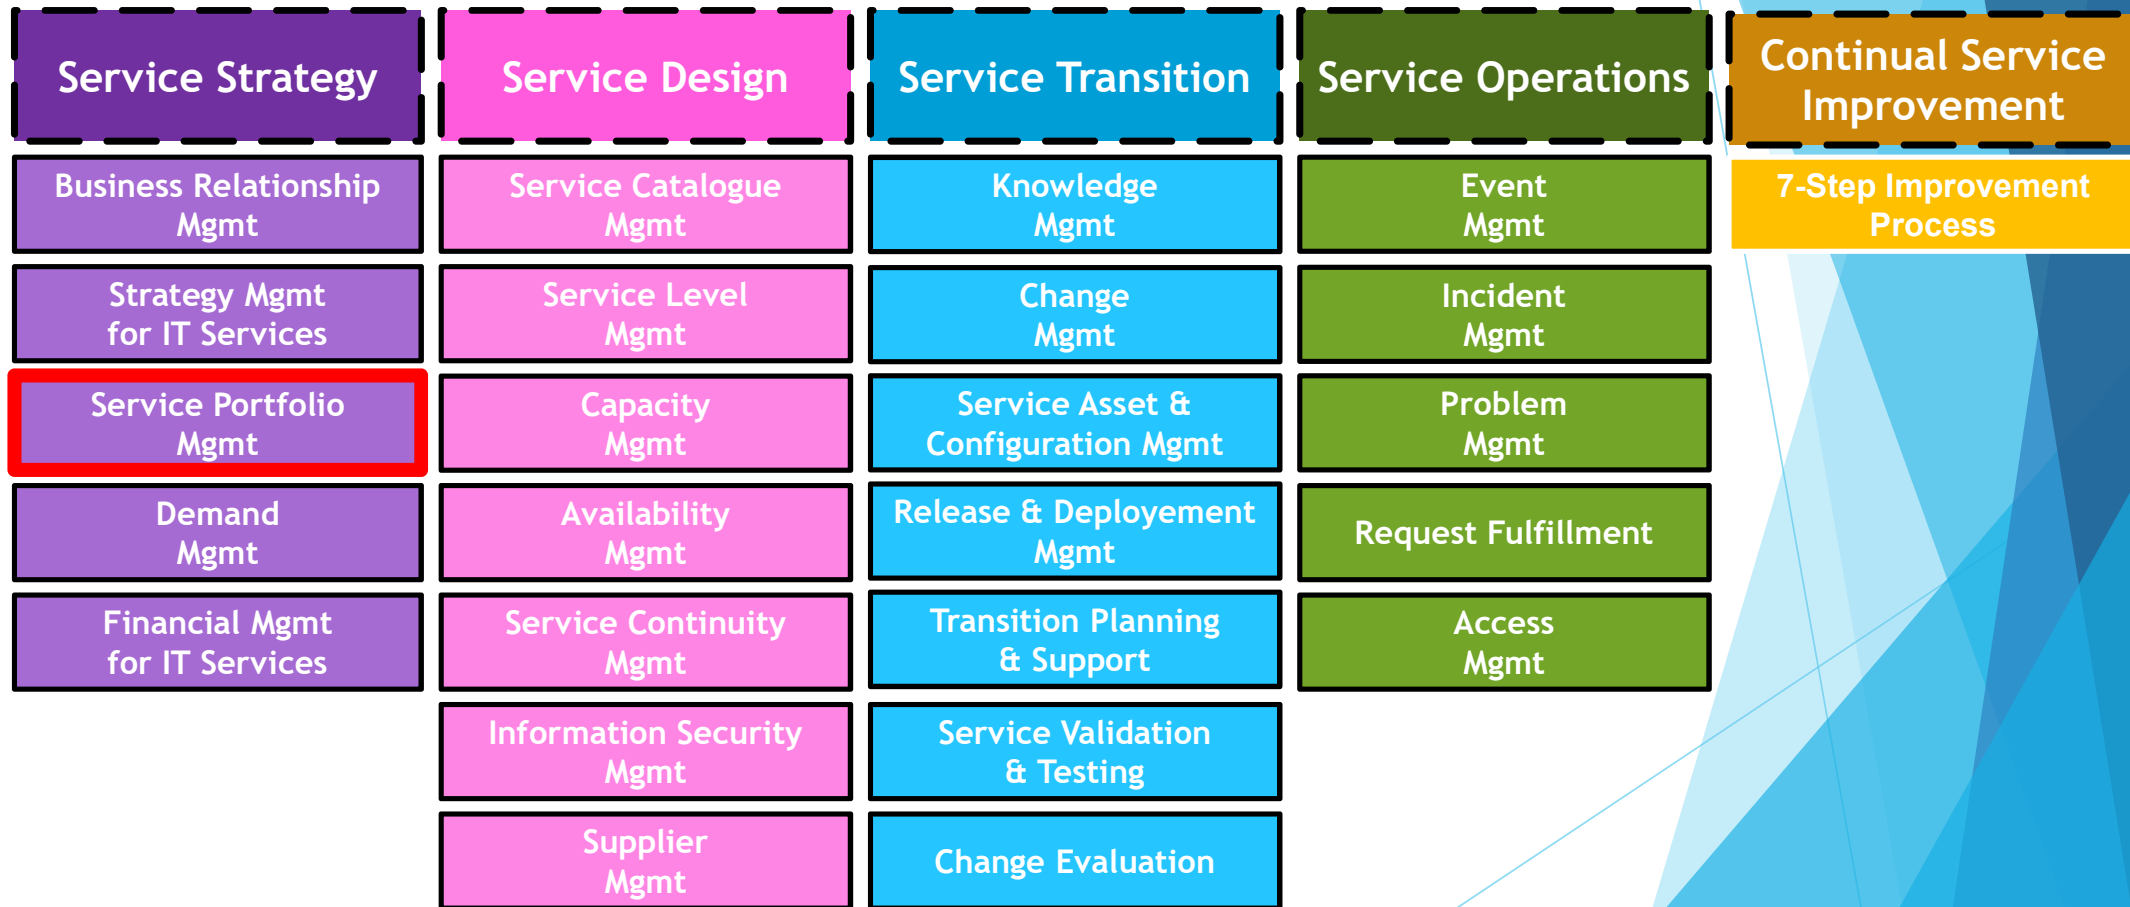 Service Strategy
Business Relationship
Mgmt
Strategy Mgmt
for IT Services
Service Portfolio
Mgmt
Demand
Mgmt
Financial Mgmt
for IT Services
Service Design
Service Catalogue
Mgmt
Service Level
Mgmt
Capacity
Mgmt
Availability
Mgmt
Service Continuity
Mgmt
Information Security
Mgmt
Supplier
Mgmt
Service Transition
Knowledge
Mgmt
Change
Mgmt
Service Asset &
Configuration Mgmt
Release & Deployement
Mgmt
Transition Planning
& Support
Service Validation
& Testing
Change Evaluation
Service Operations
Event
Mgmt
Incident
Mgmt
Problem
Mgmt
Request Fulfillment
Access
Mgmt
Continual Service
Improvement
7-Step Improvement
Process